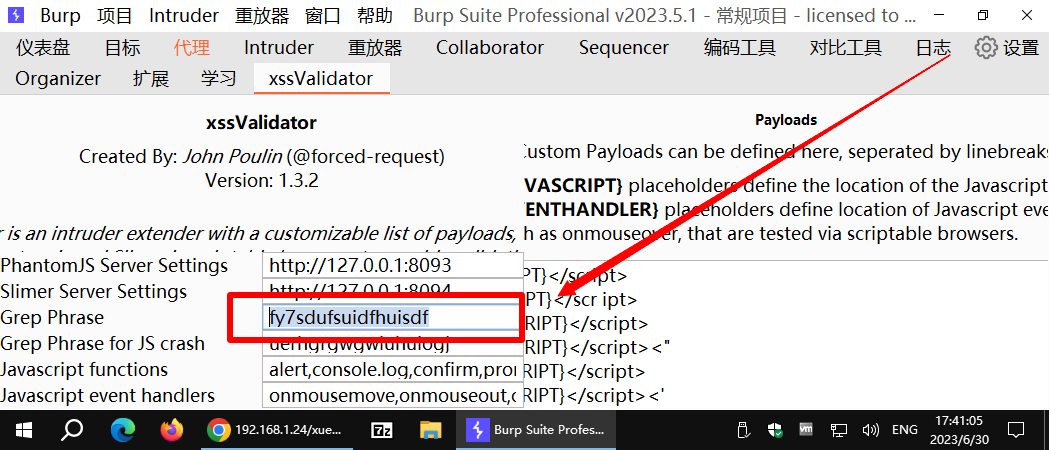 Burp 项目 Intruder 重放器 窗口 帮助 Burp Suite Professional v2023.5.1 - 常规项目 - licensed to ...
仪表盘 目标 代理 Intruder 重放器 Collaborator Sequencer 编码工具 对比工具 日志 设置
Organizer 扩展 学习 xssValidator
xssValidator
Created By: John Poulin (@forced-request)
Version: 1.3.2
r is an intruder extender with a customizable list of payloads,
Payloads
Custom Payloads can be defined here, seperated by linebreaks
VASCRIPT} placeholders define the location of the Javascript
ENTHANDLER} placeholders define location of Javascript eve
h as onmouseover, that are tested via scriptable browsers.
PhantomJS Server Settings http://127.0.0.1:8093
Slimer Server Settings http://127.0.0.1:8094
Grep Phrase fy7sdufsuidfhuisdf
Grep Phrase for JS crash
Javascript functions alert,console.log,confirm,pror
Javascript event handlers onmousemove,onmouseout,c
PT}</script>
PT}</scr ipt>
RIPT}</script>
RIPT}</script><"
RIPT}</script><'
192.168.1.24/xue...
7z
Burp Suite Profes...
vm
ENG
17:41:05
2023/6/30